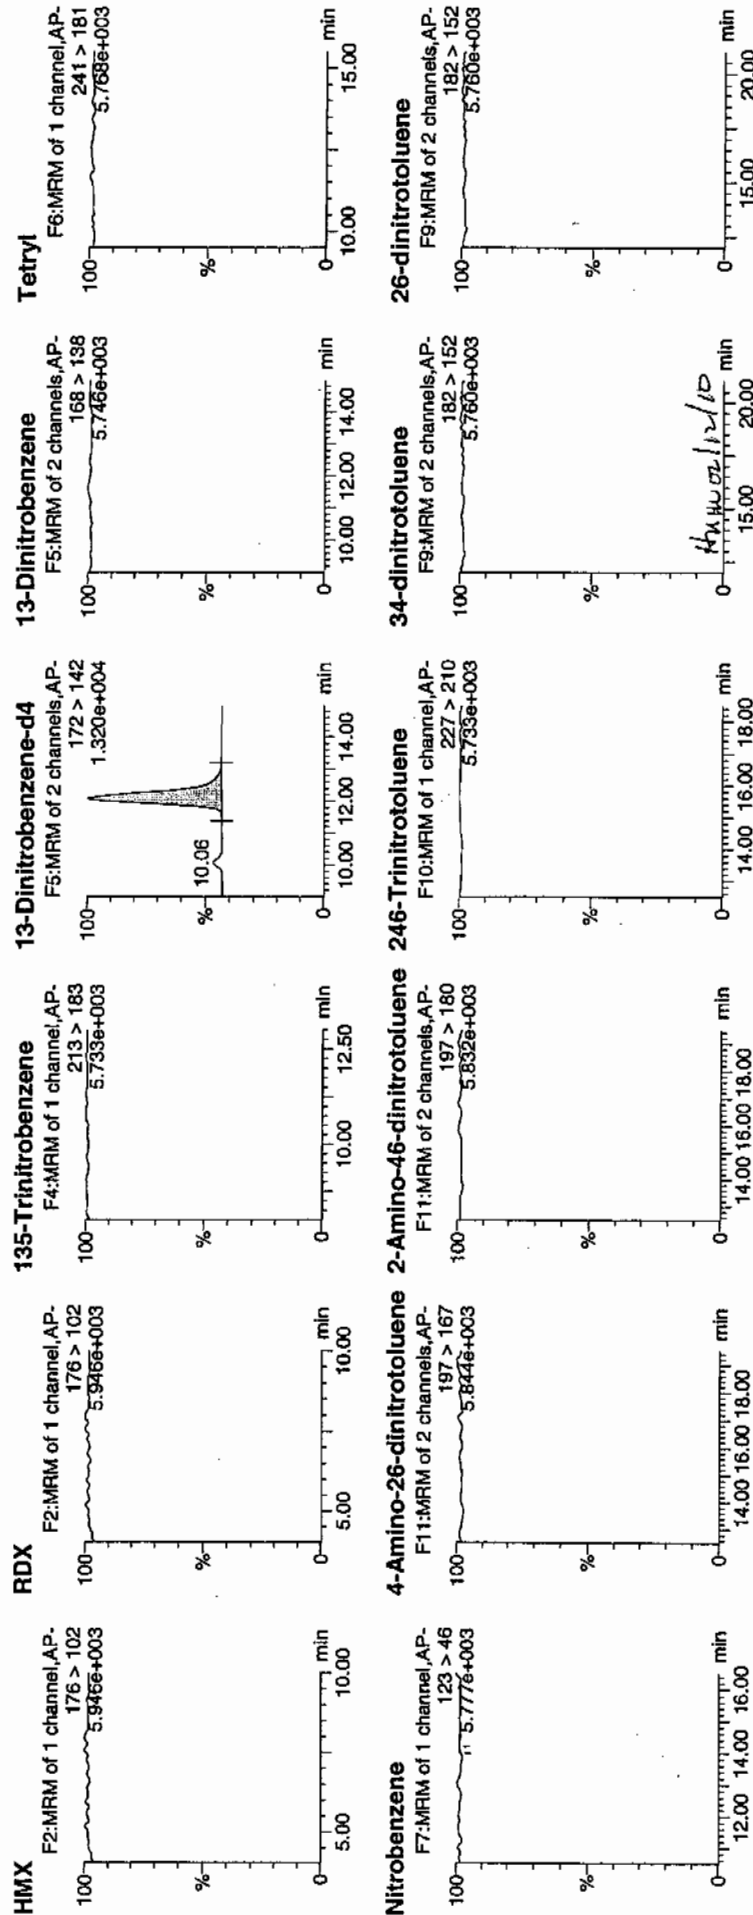 HMX
F2:MRM of 1 channel,AP-
176 > 102
5.946e+003
100
%
0
5.00
10.00
min
RDX
F2:MRM of 1 channel,AP-
176 > 102
5.946e+003
100
%
0
5.00
10.00
min
135-Trinitrobenzene
F4:MRM of 1 channel,AP-
213 > 183
5.733e+003
100
%
0
10.00
12.50
min
13-Dinitrobenzene-d4
F5:MRM of 2 channels,AP-
172 > 142
1.320e+004
100
%
0
10.06
10.00
12.00
14.00
min
13-Dinitrobenzene
F5:MRM of 2 channels,AP-
168 > 138
5.746e+003
100
%
0
10.00
12.00
14.00
min
Tetryl
F6:MRM of 1 channel,AP-
241 > 181
5.768e+003
100
%
0
10.00
15.00
min
Nitrobenzene
F7:MRM of 1 channel,AP-
123 > 46
5.777e+003
100
%
0
12.00
14.00
16.00
min
4-Amino-26-dinitrotoluene
F11:MRM of 2 channels,AP-
197 > 167
5.844e+003
100
%
0
14.00
16.00
18.00
min
2-Amino-46-dinitrotoluene
F11:MRM of 2 channels,AP-
197 > 180
5.832e+003
100
%
0
14.00
16.00
18.00
min
246-Trinitrotoluene
F10:MRM of 1 channel,AP-
227 > 210
5.733e+003
100
%
0
14.00
16.00
18.00
min
34-dinitrotoluene
F9:MRM of 2 channels,AP-
182 > 152
5.760e+003
100
%
0
15.00
20.00
min
02/12/10
26-dinitrotoluene
F9:MRM of 2 channels,AP-
182 > 152
5.760e+003
100
%
0
15.00
20.00
min